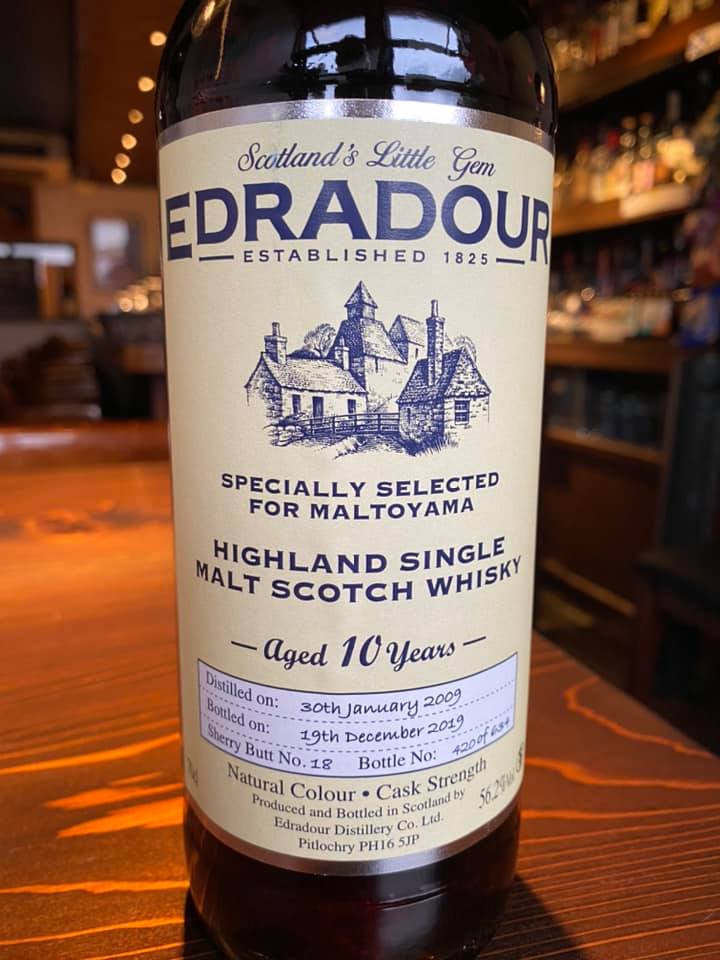 Scotland's Little Gem
EDRADOUR
ESTABLISHED 1825
SPECIALLY SELECTED
FOR MALTOYAMA
HIGHLAND SINGLE
MALT SCOTCH WHISKY
Aged 10 Years
Distilled on: 30th January 2009
Bottled on: 19th December 2019
Sherry Butt No. 18 Bottle No: 420 of 634
Natural Colour • Cask Strength
Produced and Bottled in Scotland by
Edradour Distillery Co. Ltd.
Pitlochry PH16 5JP
56.2%